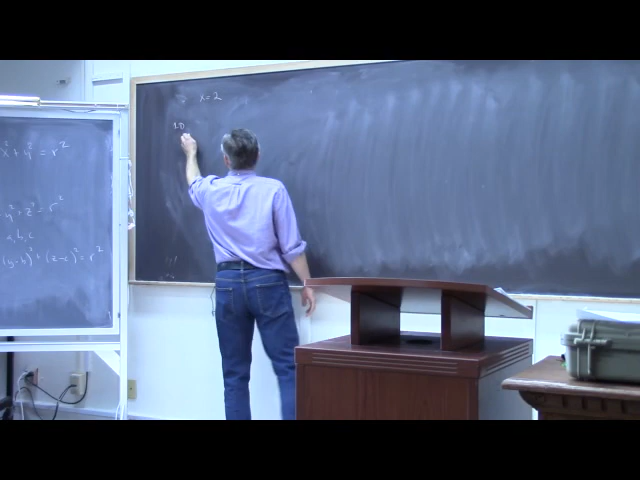 x² + y² = r²
y² + z² = r²
a, b, c
(y-b)² + (z-c)² = r²
x = 2
1D